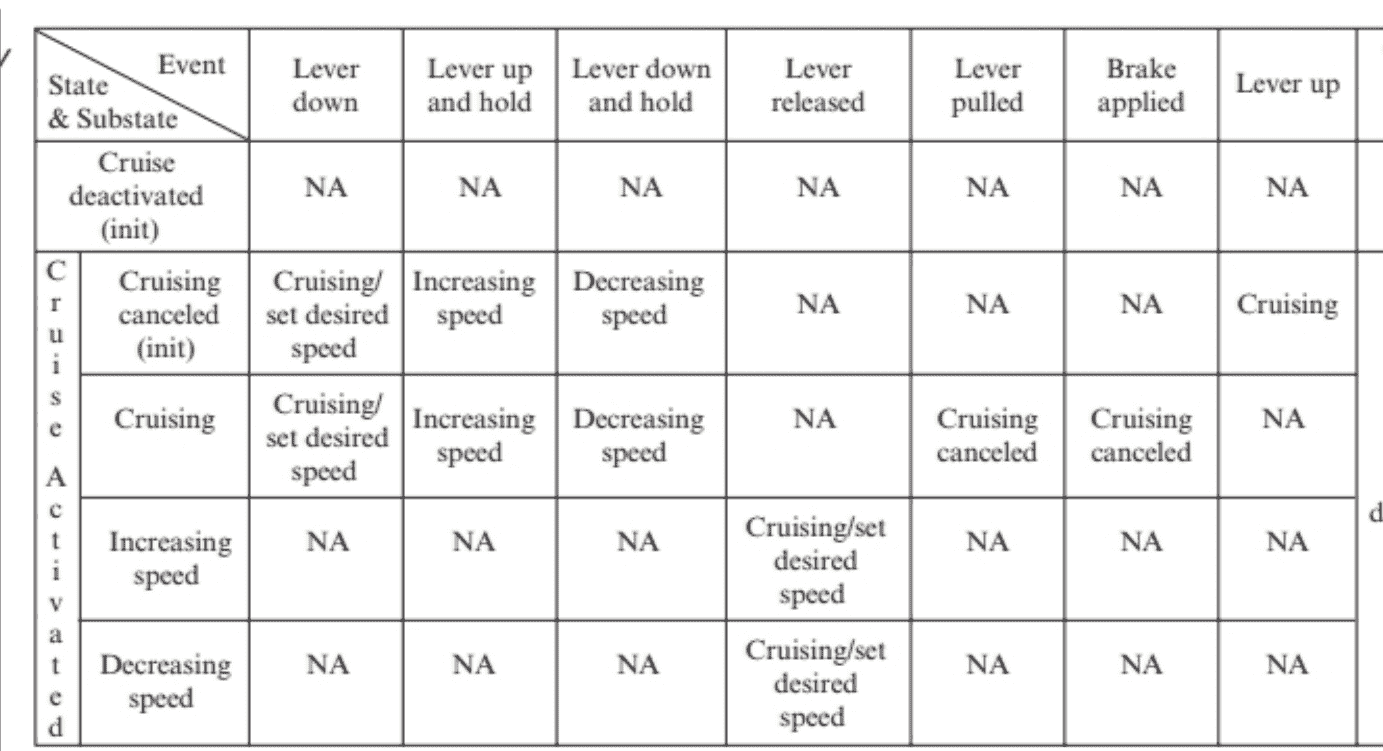 Event
State
& Substate
Lever
down
Lever up
and hold
Lever down
and hold
Lever
released
Lever
pulled
Brake
applied
Lever up
Cruise
deactivated
(init)
NA
NA
NA
NA
NA
NA
NA
Cruise Activated
Cruising
canceled
(init)
Cruising/
set desired
speed
Increasing
speed
Decreasing
speed
NA
NA
NA
Cruising
Cruising
Cruising/
set desired
speed
Increasing
speed
Decreasing
speed
NA
Cruising
canceled
Cruising
canceled
NA
Increasing
speed
NA
NA
NA
Cruising/set
desired
speed
NA
NA
NA
Decreasing
speed
NA
NA
NA
Cruising/set
desired
speed
NA
NA
NA
d